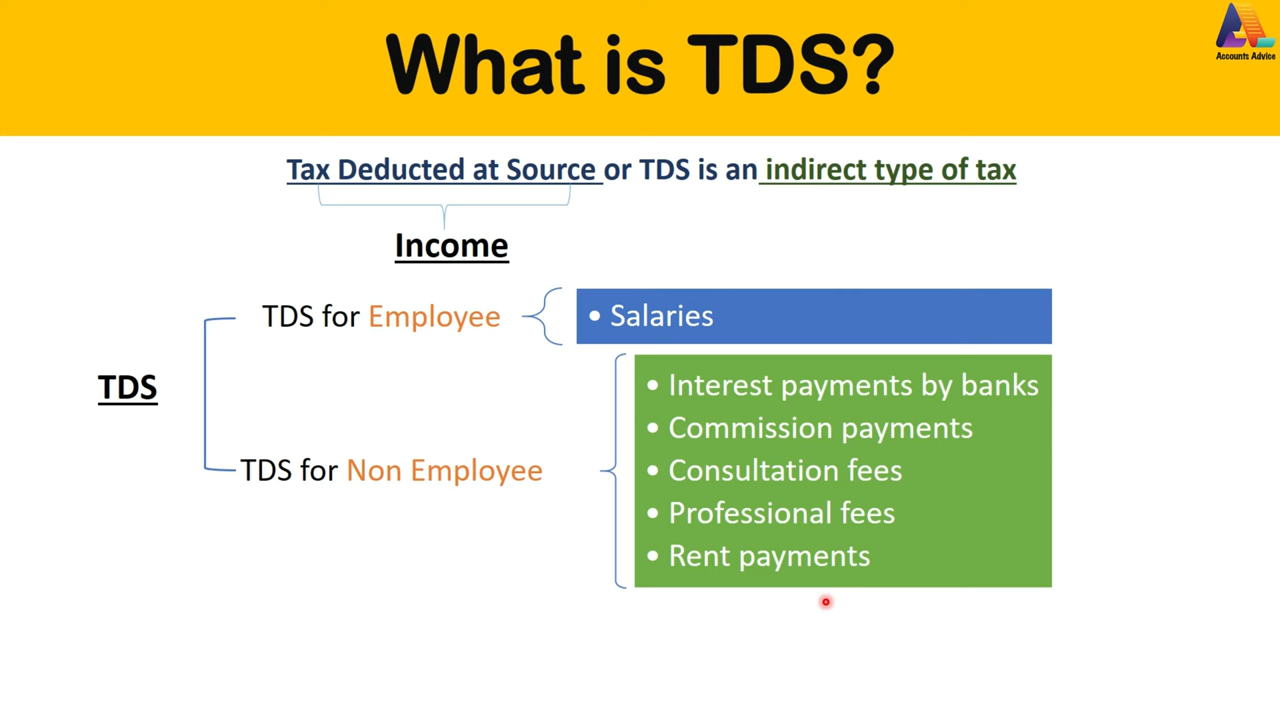 What is TDS?
Accounts Advice
Tax Deducted at Source or TDS is an indirect type of tax
Income
TDS for Employee
• Salaries
TDS
TDS for Non Employee
• Interest payments by banks
• Commission payments
• Consultation fees
• Professional fees
• Rent payments